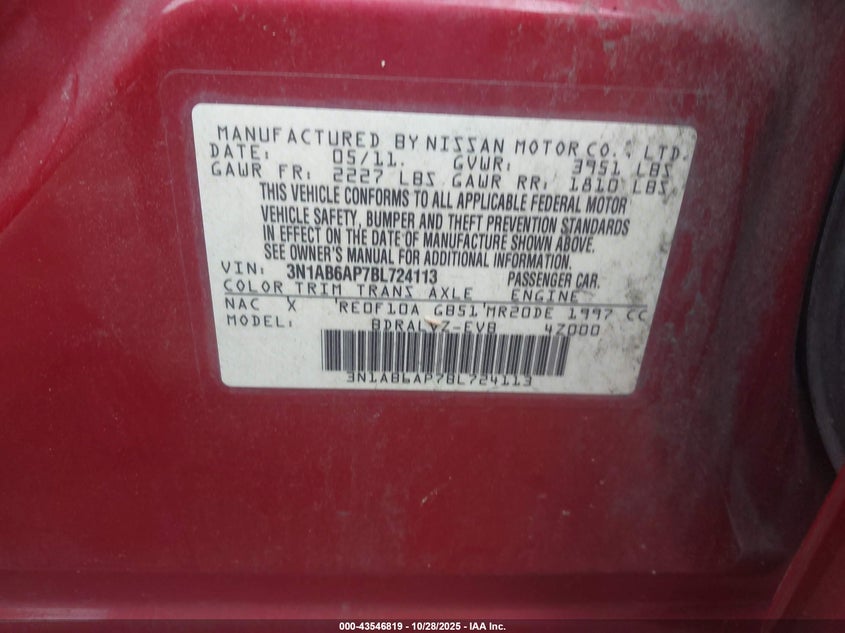 MANUFACTURED BY NISSAN MOTOR CO., LTD.
DATE: 05/11. GVWR: 3951 LBS
GAWR FR: 2227 LBS GAWR RR: 1810 LBS
THIS VEHICLE CONFORMS TO ALL APPLICABLE FEDERAL MOTOR
VEHICLE SAFETY, BUMPER AND THEFT PREVENTION STANDARDS
IN EFFECT ON THE DATE OF MANUFACTURE SHOWN ABOVE.
SEE OWNER'S MANUAL FOR ADDITIONAL INFORMATION.
VIN: 3N1AB6AP7BL724113 PASSENGER CAR.
COLOR TRIM TRANS AXLE ENGINE
NAC X RE0F10A GB51 MR20DE 1997 CC
MODEL: 4Z000
3N1AB6AP7BL724113
000-43546819 - 10/28/2025 - IAA Inc.